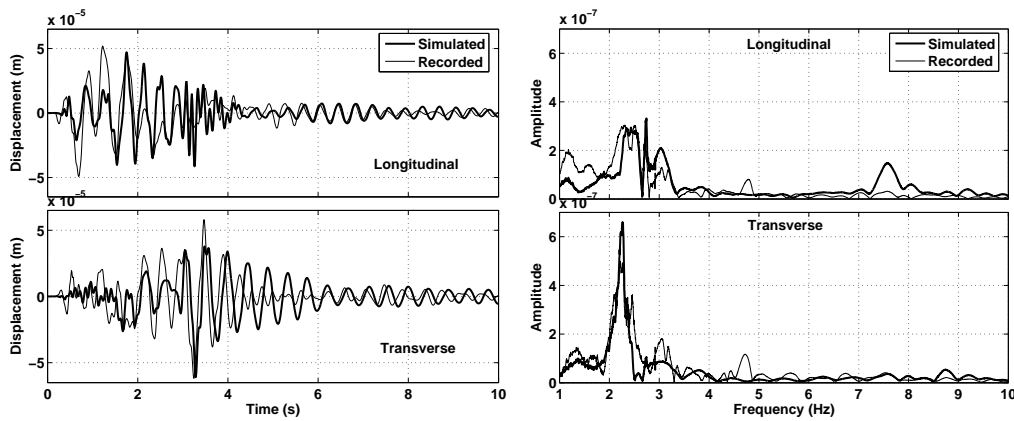 x 10⁻⁵
5
0
−5
Displacement (m)
Simulated
Recorded
Longitudinal
x 10⁻⁵
5
0
−5
Displacement (m)
Transverse
0 2 4 6 8 10
Time (s)
x 10⁻⁷
6
4
2
0
Amplitude
Longitudinal
Simulated
Recorded
x 10⁻⁷
6
4
2
0
Amplitude
Transverse
1 2 3 4 5 6 7 8 9 10
Frequency (Hz)